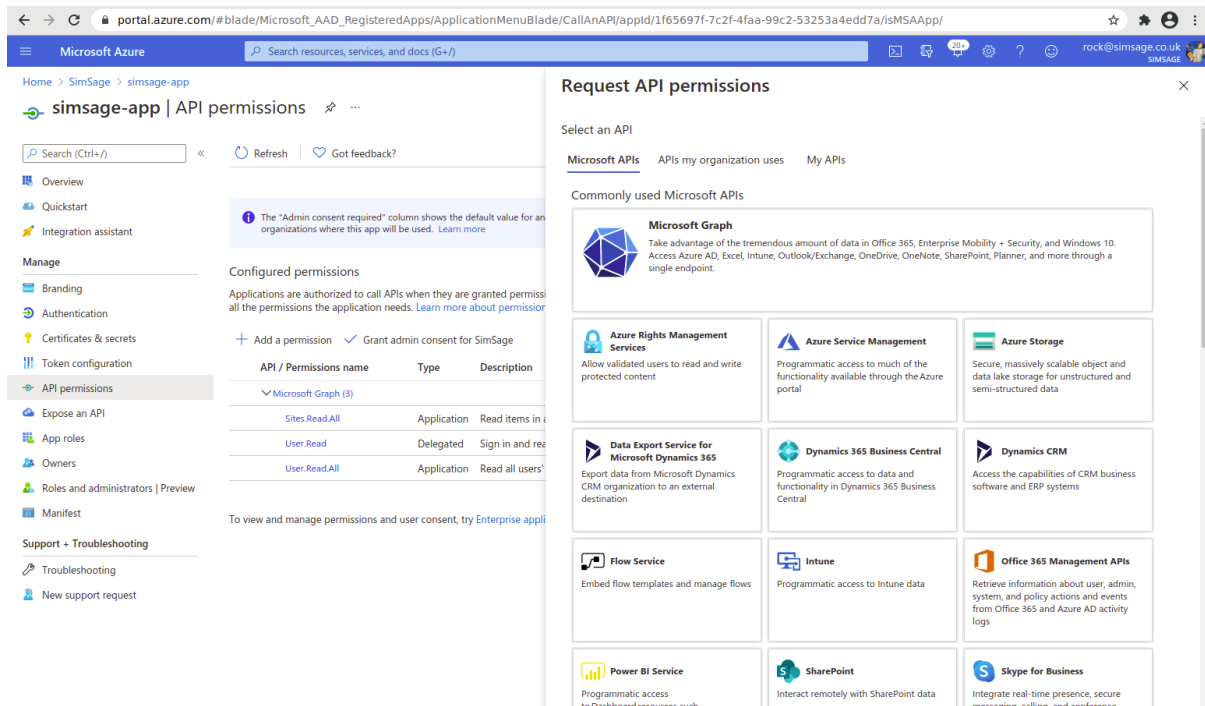 portal.azure.com/#blade/Microsoft_AAD_RegisteredApps/ApplicationMenuBlade/CallAnAPI/appId/1f65697f-7c2f-4faa-99c2-53253a4edd7a/isMSAApp/
Microsoft Azure
Search resources, services, and docs (G+/)
20+
rock@simsage.co.uk
SIMSAGE
Home > SimSage > simsage-app
simsage-app | API permissions
Search (Ctrl+/)
Overview
Quickstart
Integration assistant
Manage
Branding
Authentication
Certificates & secrets
Token configuration
API permissions
Expose an API
App roles
Owners
Roles and administrators | Preview
Manifest
Support + Troubleshooting
Troubleshooting
New support request
Refresh
Got feedback?
The "Admin consent required" column shows the default value for an
organizations where this app will be used. Learn more
Configured permissions
Applications are authorized to call APIs when they are granted permissi
all the permissions the application needs. Learn more about permission
Add a permission
Grant admin consent for SimSage
API / Permissions name Type Description
Microsoft Graph (3)
Sites.Read.All Application Read items in a
User.Read Delegated Sign in and rea
User.Read.All Application Read all users'
To view and manage permissions and user consent, try Enterprise appli
Request API permissions
Select an API
Microsoft APIs APIs my organization uses My APIs
Commonly used Microsoft APIs
Microsoft Graph
Take advantage of the tremendous amount of data in Office 365, Enterprise Mobility + Security, and Windows 10.
Access Azure AD, Excel, Intune, Outlook/Exchange, OneDrive, OneNote, SharePoint, Planner, and more through a
single endpoint.
Azure Rights Management
Services
Allow validated users to read and write
protected content
Azure Service Management
Programmatic access to much of the
functionality available through the Azure
portal
Azure Storage
Secure, massively scalable object and
data lake storage for unstructured and
semi-structured data
Data Export Service for
Microsoft Dynamics 365
Export data from Microsoft Dynamics
CRM organization to an external
destination
Dynamics 365 Business Central
Programmatic access to data and
functionality in Dynamics 365 Business
Central
Dynamics CRM
Access the capabilities of CRM business
software and ERP systems
Flow Service
Embed flow templates and manage flows
Intune
Programmatic access to Intune data
Office 365 Management APIs
Retrieve information about user, admin,
system, and policy actions and events
from Office 365 and Azure AD activity
logs
Power BI Service
Programmatic access
to Dashboard resources such
SharePoint
Interact remotely with SharePoint data
Skype for Business
Integrate real-time presence, secure
messaging, calling, and conference